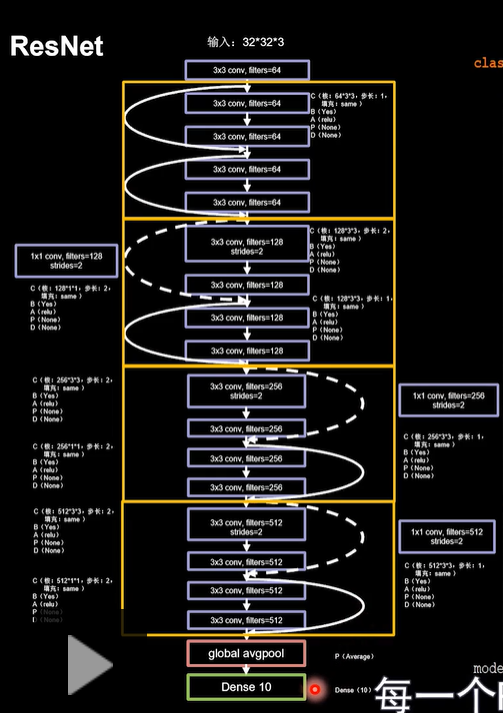 ResNet
输入：32*32*3
clas
3x3 conv, filters=64
3x3 conv, filters=64
C（核：64*3*3，步长：1，
填充：same ）
B（Yes）
A（relu）
P（None）
D（None）
3x3 conv, filters=64
3x3 conv, filters=64
3x3 conv, filters=64
3x3 conv, filters=128
strides=2
C（核：128*3*3，步长：2，
填充：same ）
B（Yes）
A（relu）
P（None）
D（None）
1x1 conv, filters=128
strides=2
C（核：128*1*1，步长：2，
填充：same ）
B（Yes）
A（relu）
P（None）
D（None）
3x3 conv, filters=128
C（核：128*3*3，步长：1，
填充：same ）
B（Yes）
A（relu）
P（None）
D（None）
3x3 conv, filters=128
3x3 conv, filters=128
C（核：256*3*3，步长：2，
填充：same ）
B（Yes）
A（relu）
P（None）
D（None）
3x3 conv, filters=256
strides=2
1x1 conv, filters=256
strides=2
3x3 conv, filters=256
C（核：256*1*1，步长：2，
填充：same ）
B（Yes）
A（relu）
P（None）
D（None）
C（核：256*3*3，步长：1，
填充：same ）
B（Yes）
A（relu）
P（None）
D（None）
3x3 conv, filters=256
3x3 conv, filters=256
C（核：512*3*3，步长：2，
填充：same ）
B（Yes）
A（relu）
P（None）
D（None）
3x3 conv, filters=512
strides=2
1x1 conv, filters=512
strides=2
3x3 conv, filters=512
C（核：512*1*1，步长：2，
填充：same ）
B（Yes）
A（relu）
P（None）
D（None）
C（核：512*3*3，步长：1，
填充：same ）
B（Yes）
A（relu）
P（None）
D（None）
3x3 conv, filters=512
3x3 conv, filters=512
global avgpool
P（Average）
mode
Dense 10
Dense（10）
每一个